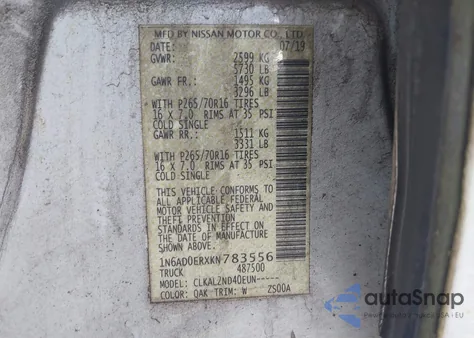 MFD BY NISSAN MOTOR CO., LTD.
DATE: 07/19
GVWR: 2599 KG
5730 LB
GAWR FR.: 1495 KG
3296 LB
WITH P265/70R16 TIRES
16 X 7.0 RIMS AT 35 PSI
COLD SINGLE
GAWR RR.: 1511 KG
3331 LB
WITH P265/70R16 TIRES
16 X 7.0 RIMS AT 35 PSI
COLD SINGLE
THIS VEHICLE CONFORMS TO
ALL APPLICABLE FEDERAL
MOTOR VEHICLE SAFETY AND
THEFT PREVENTION
STANDARDS IN EFFECT ON
THE DATE OF MANUFACTURE
SHOWN ABOVE.
1N6AD0ERXKN783556
TRUCK 487500
MODEL: CLKALZND40EUN-----
COLOR: QAK TRIM: W ZS00A
autoSnap